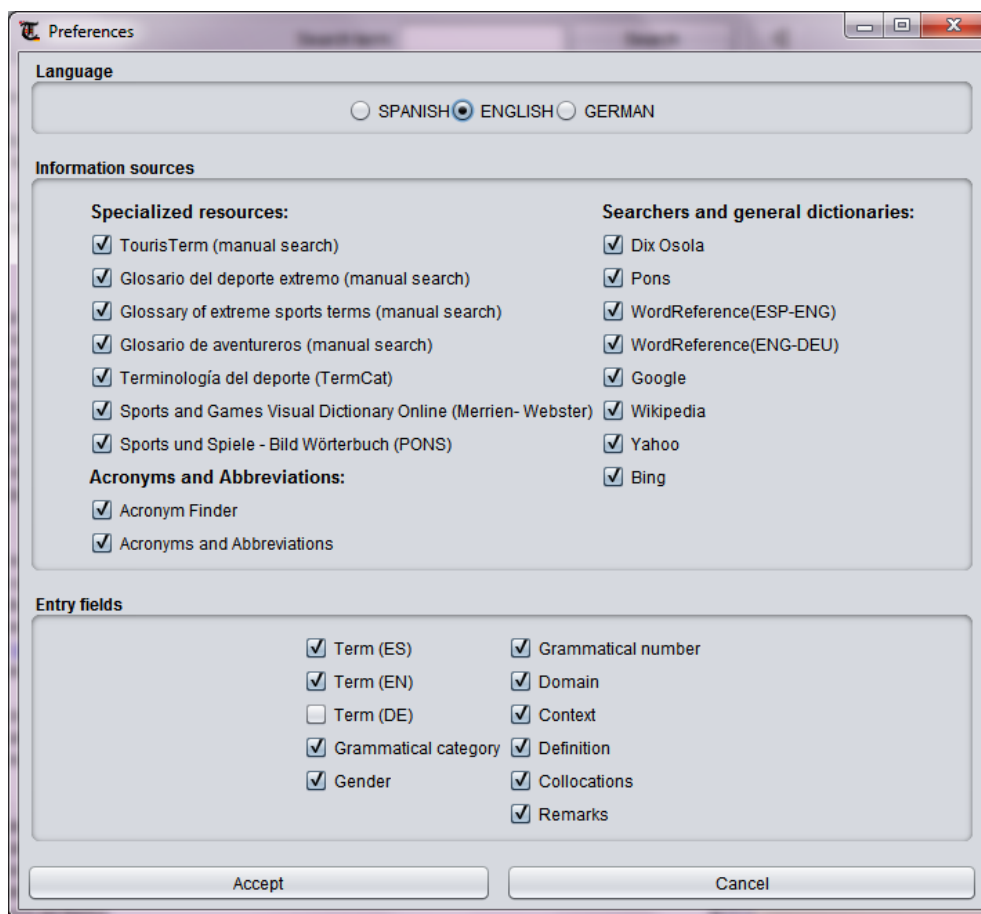 Preferences
Language
SPANISH ENGLISH GERMAN
Information sources
Specialized resources:
TourisTerm (manual search)
Glosario del deporte extremo (manual search)
Glossary of extreme sports terms (manual search)
Glosario de aventureros (manual search)
Terminología del deporte (TermCat)
Sports and Games Visual Dictionary Online (Merrien- Webster)
Sports und Spiele - Bild Wörterbuch (PONS)
Acronyms and Abbreviations:
Acronym Finder
Acronyms and Abbreviations
Searchers and general dictionaries:
Dix Osola
Pons
WordReference(ESP-ENG)
WordReference(ENG-DEU)
Google
Wikipedia
Yahoo
Bing
Entry fields
Term (ES)
Term (EN)
Term (DE)
Grammatical category
Gender
Grammatical number
Domain
Context
Definition
Collocations
Remarks
Accept
Cancel